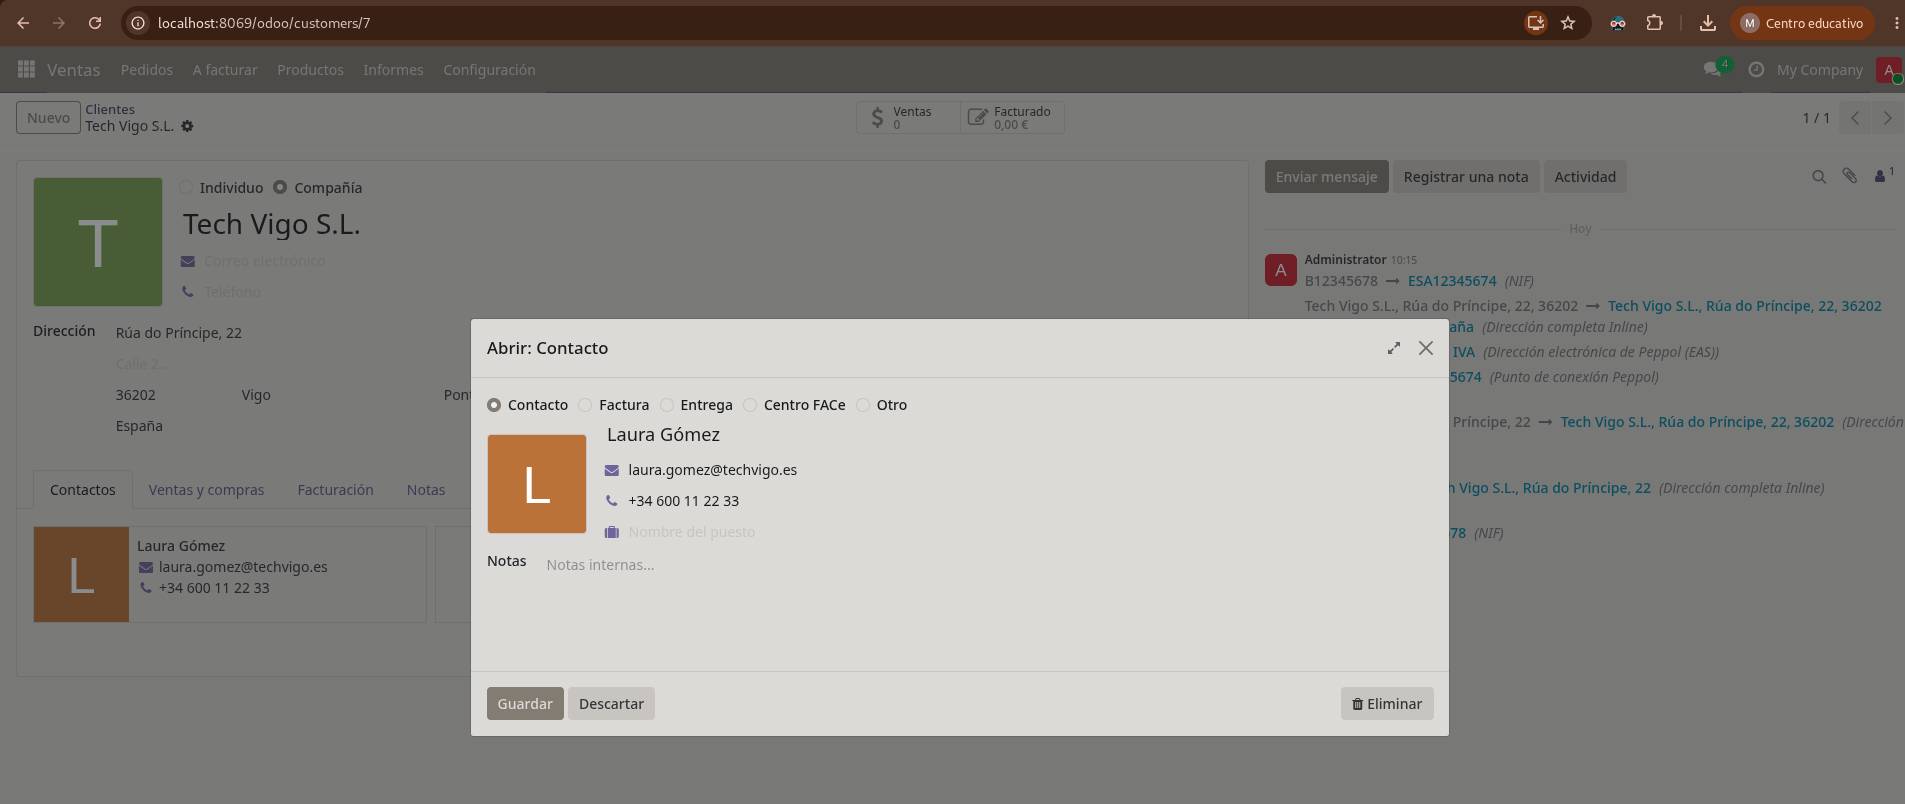 localhost:8069/odoo/customers/7
M Centro educativo
Ventas Pedidos A facturar Productos Informes Configuración
4 My Company A
Nuevo
Clientes
Tech Vigo S.L.
Ventas
0
Facturado
0,00 €
1 / 1
T
Individuo Compañía
Tech Vigo S.L.
Correo electrónico
Teléfono
Dirección
Rúa do Príncipe, 22
Calle 2...
36202 Vigo Pont
España
Contactos Ventas y compras Facturación Notas
L
Laura Gómez
laura.gomez@techvigo.es
+34 600 11 22 33
Enviar mensaje Registrar una nota Actividad
1
Hoy
A
Administrator 10:15
B12345678 → ESA12345674 (NIF)
Tech Vigo S.L., Rúa do Príncipe, 22, 36202 → Tech Vigo S.L., Rúa do Príncipe, 22, 36202
aña (Dirección completa Inline)
IVA (Dirección electrónica de Peppol (EAS))
5674 (Punto de conexión Peppol)
Príncipe, 22 → Tech Vigo S.L., Rúa do Príncipe, 22, 36202 (Dirección
h Vigo S.L., Rúa do Príncipe, 22 (Dirección completa Inline)
78 (NIF)
Abrir: Contacto
Contacto Factura Entrega Centro FACe Otro
L
Laura Gómez
laura.gomez@techvigo.es
+34 600 11 22 33
Nombre del puesto
Notas
Notas internas...
Guardar Descartar Eliminar